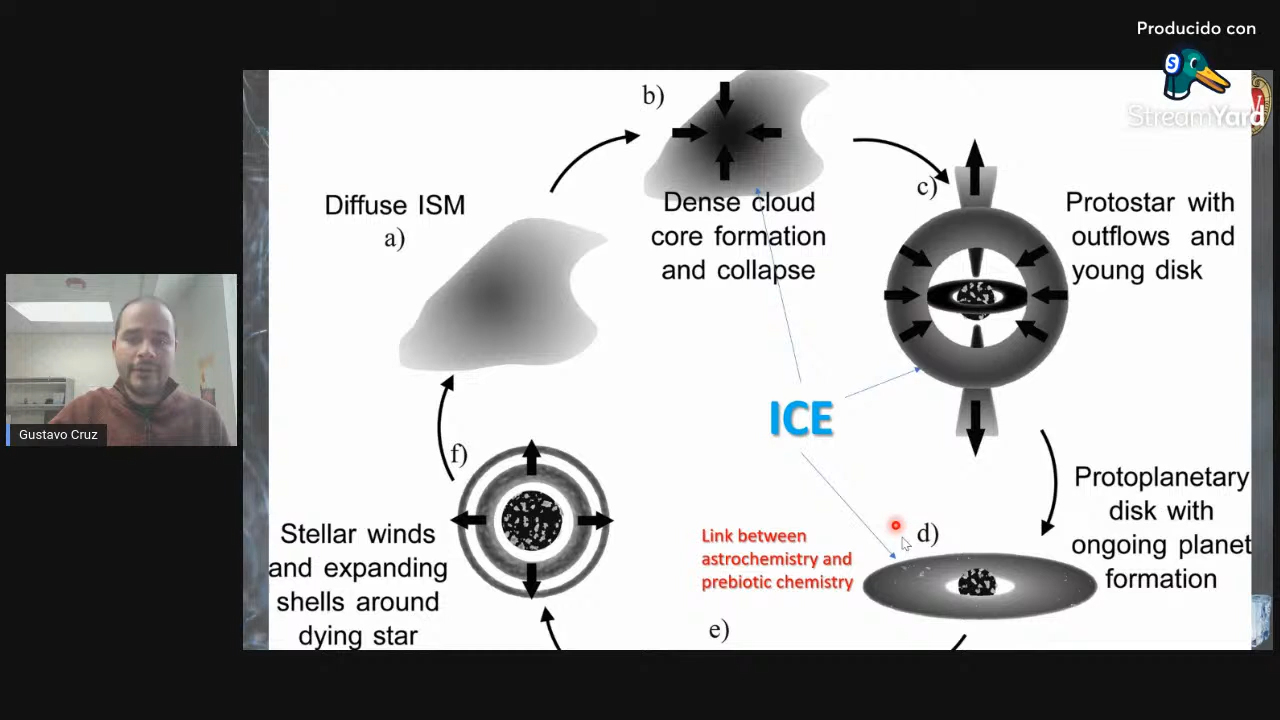 Producido con
StreamYard
b)
Diffuse ISM
a)
Dense cloud
core formation
and collapse
c)
Protostar with
outflows and
young disk
ICE
f)
Gustavo Cruz
Stellar winds
and expanding
shells around
dying star
Link between
astrochemistry and
prebiotic chemistry
d)
Protoplanetary
disk with
ongoing planet
formation
e)